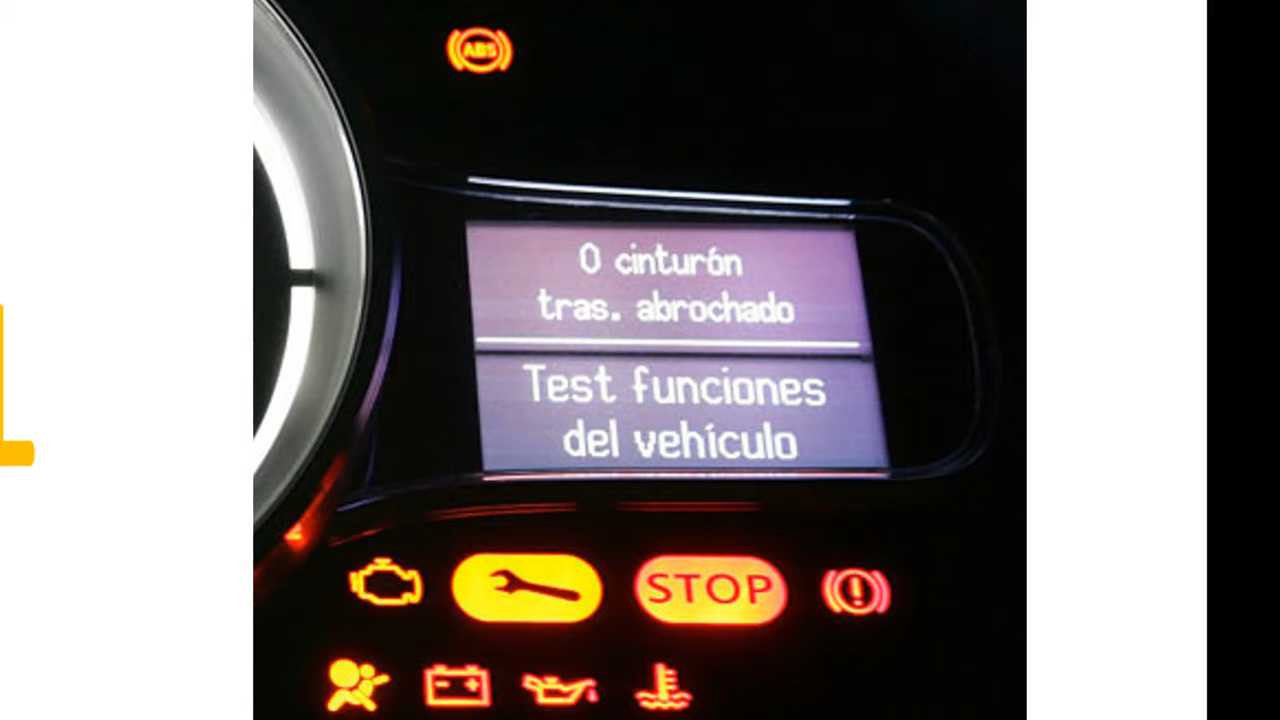 ABS
0 cinturón
tras. abrochado
Test funciones
del vehículo
STOP